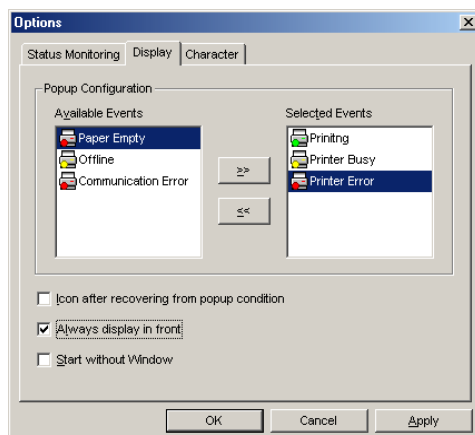 Options
Status Monitoring
Display
Character
Popup Configuration
Available Events
Paper Empty
Offline
Communication Error
>>
<<
Selected Events
Prinitng
Printer Busy
Printer Error
Icon after recovering from popup condition
Always display in front
Start without Window
OK
Cancel
Apply